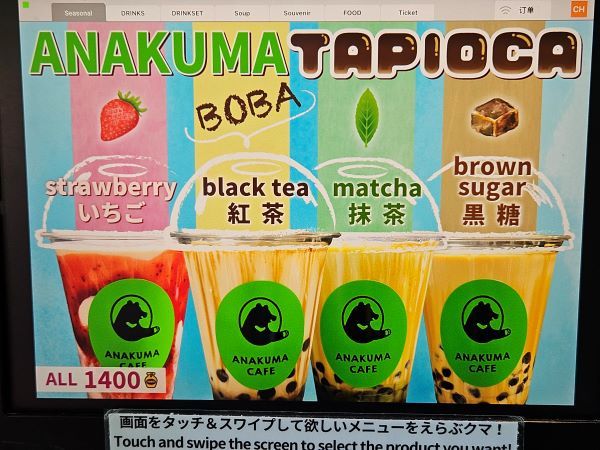 Seasonal DRINKS DRINKSET Soup Souvenir FOOD Ticket 订单 CH
ANAKUMA TAPIOCA
BOBA
strawberry
いちご
black tea
紅茶
matcha
抹茶
brown
sugar
黒糖
ANAKUMA
CAFE
ANAKUMA
CAFE
ANAKUMA
CAFE
ANAKUMA
CAFE
ALL 1400
画面をタッチ&スワイプして欲しいメニューをえらぶクマ!
Touch and swipe the screen to select the product you want!